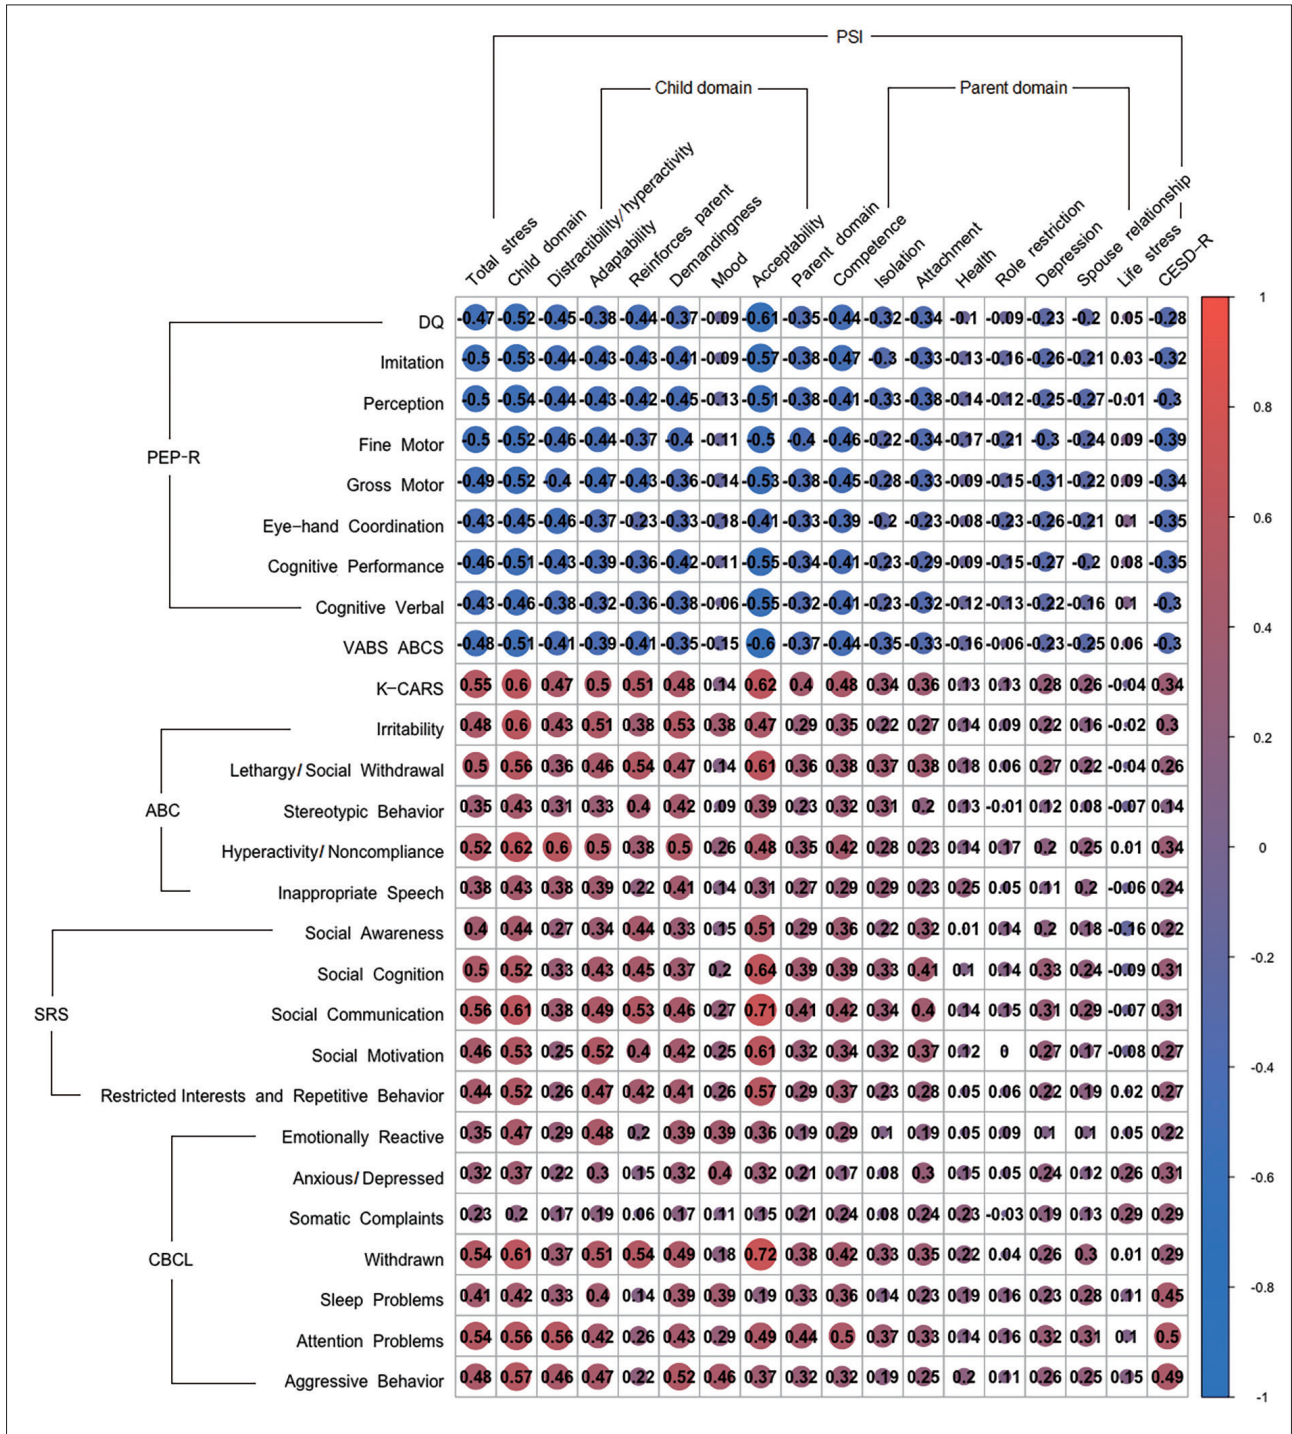 PSI
Child domain Parent domain
Total stress Child domain Distractibility/hyperactivity Adaptability Reinforces parent Demandingness Mood Acceptability Parent domain Competence Isolation Attachment Health Role restriction Depression Spouse relationship Life stress CESD-R
DQ -0.47 -0.52 -0.45 -0.38 -0.44 -0.37 -0.09 -0.61 -0.35 -0.44 -0.32 -0.34 -0.1 -0.09 -0.23 -0.2 0.05 -0.28
Imitation -0.5 -0.53 -0.44 -0.43 -0.43 -0.41 -0.09 -0.57 -0.38 -0.47 -0.3 -0.33 -0.13 -0.16 -0.26 -0.21 0.03 -0.32
Perception -0.5 -0.54 -0.44 -0.43 -0.42 -0.45 -0.13 -0.51 -0.38 -0.41 -0.33 -0.38 -0.14 -0.12 -0.25 -0.27 -0.01 -0.3
Fine Motor -0.5 -0.52 -0.46 -0.44 -0.37 -0.4 -0.11 -0.5 -0.4 -0.46 -0.22 -0.34 -0.17 -0.21 -0.3 -0.24 0.09 -0.39
PEP-R
Gross Motor -0.49 -0.52 -0.4 -0.47 -0.43 -0.36 -0.14 -0.53 -0.38 -0.45 -0.28 -0.33 -0.09 -0.15 -0.31 -0.22 0.09 -0.34
Eye-hand Coordination -0.43 -0.45 -0.46 -0.37 -0.23 -0.33 -0.18 -0.41 -0.33 -0.39 -0.2 -0.23 -0.08 -0.23 -0.26 -0.21 0.1 -0.35
Cognitive Performance -0.46 -0.51 -0.43 -0.39 -0.36 -0.42 -0.11 -0.55 -0.34 -0.41 -0.23 -0.29 -0.09 -0.15 -0.27 -0.2 0.08 -0.35
Cognitive Verbal -0.43 -0.46 -0.38 -0.32 -0.36 -0.38 -0.06 -0.55 -0.32 -0.41 -0.23 -0.32 -0.12 -0.13 -0.22 -0.16 0.1 -0.3
VABS ABCS -0.48 -0.51 -0.41 -0.39 -0.41 -0.35 -0.15 -0.6 -0.37 -0.44 -0.35 -0.33 -0.16 -0.06 -0.23 -0.25 0.06 -0.3
K-CARS 0.55 0.6 0.47 0.5 0.51 0.48 0.14 0.62 0.4 0.48 0.34 0.36 0.13 0.13 0.28 0.26 -0.04 0.34
Irritability 0.48 0.6 0.43 0.51 0.38 0.53 0.38 0.47 0.29 0.35 0.22 0.27 0.14 0.09 0.22 0.16 -0.02 0.3
Lethargy/Social Withdrawal 0.5 0.56 0.36 0.46 0.54 0.47 0.14 0.61 0.36 0.38 0.37 0.38 0.18 0.06 0.27 0.22 -0.04 0.26
ABC
Stereotypic Behavior 0.35 0.43 0.31 0.33 0.4 0.42 0.09 0.39 0.23 0.32 0.31 0.2 0.13 -0.01 0.12 0.08 -0.07 0.14
Hyperactivity/Noncompliance 0.52 0.62 0.6 0.5 0.38 0.5 0.26 0.48 0.35 0.42 0.28 0.23 0.14 0.17 0.2 0.25 0.01 0.34
Inappropriate Speech 0.38 0.43 0.38 0.39 0.22 0.41 0.14 0.31 0.27 0.29 0.29 0.23 0.25 0.05 0.11 0.2 -0.06 0.24
Social Awareness 0.4 0.44 0.27 0.34 0.44 0.33 0.15 0.51 0.29 0.36 0.22 0.32 0.01 0.14 0.2 0.18 -0.16 0.22
Social Cognition 0.5 0.52 0.33 0.43 0.45 0.37 0.2 0.64 0.39 0.39 0.33 0.41 0.1 0.14 0.33 0.24 -0.09 0.31
SRS
Social Communication 0.56 0.61 0.38 0.49 0.53 0.46 0.27 0.71 0.41 0.42 0.34 0.4 0.14 0.15 0.31 0.29 -0.07 0.31
Social Motivation 0.46 0.53 0.25 0.52 0.4 0.42 0.25 0.61 0.32 0.34 0.32 0.37 0.12 0 0.27 0.17 -0.08 0.27
Restricted Interests and Repetitive Behavior 0.44 0.52 0.26 0.47 0.42 0.41 0.26 0.57 0.29 0.37 0.23 0.28 0.05 0.06 0.22 0.19 0.02 0.27
Emotionally Reactive 0.35 0.47 0.29 0.48 0.2 0.39 0.39 0.36 0.19 0.29 0.1 0.19 0.05 0.09 0.1 0.1 0.05 0.22
Anxious/Depressed 0.32 0.37 0.22 0.3 0.15 0.32 0.4 0.32 0.21 0.17 0.08 0.3 0.15 0.05 0.24 0.12 0.26 0.31
Somatic Complaints 0.23 0.2 0.17 0.19 0.06 0.17 0.11 0.15 0.21 0.24 0.08 0.24 0.23 -0.03 0.19 0.13 0.29 0.29
CBCL
Withdrawn 0.54 0.61 0.37 0.51 0.54 0.49 0.18 0.72 0.38 0.42 0.33 0.35 0.22 0.04 0.26 0.3 0.01 0.29
Sleep Problems 0.41 0.42 0.33 0.4 0.14 0.39 0.39 0.19 0.33 0.36 0.14 0.23 0.19 0.16 0.23 0.28 0.11 0.45
Attention Problems 0.54 0.56 0.56 0.42 0.26 0.43 0.29 0.49 0.44 0.5 0.37 0.33 0.14 0.16 0.32 0.31 0.1 0.5
Aggressive Behavior 0.48 0.57 0.46 0.47 0.22 0.52 0.46 0.37 0.32 0.32 0.19 0.25 0.2 0.11 0.26 0.25 0.15 0.49
1
0.8
0.6
0.4
0.2
0
-0.2
-0.4
-0.6
-0.8
-1